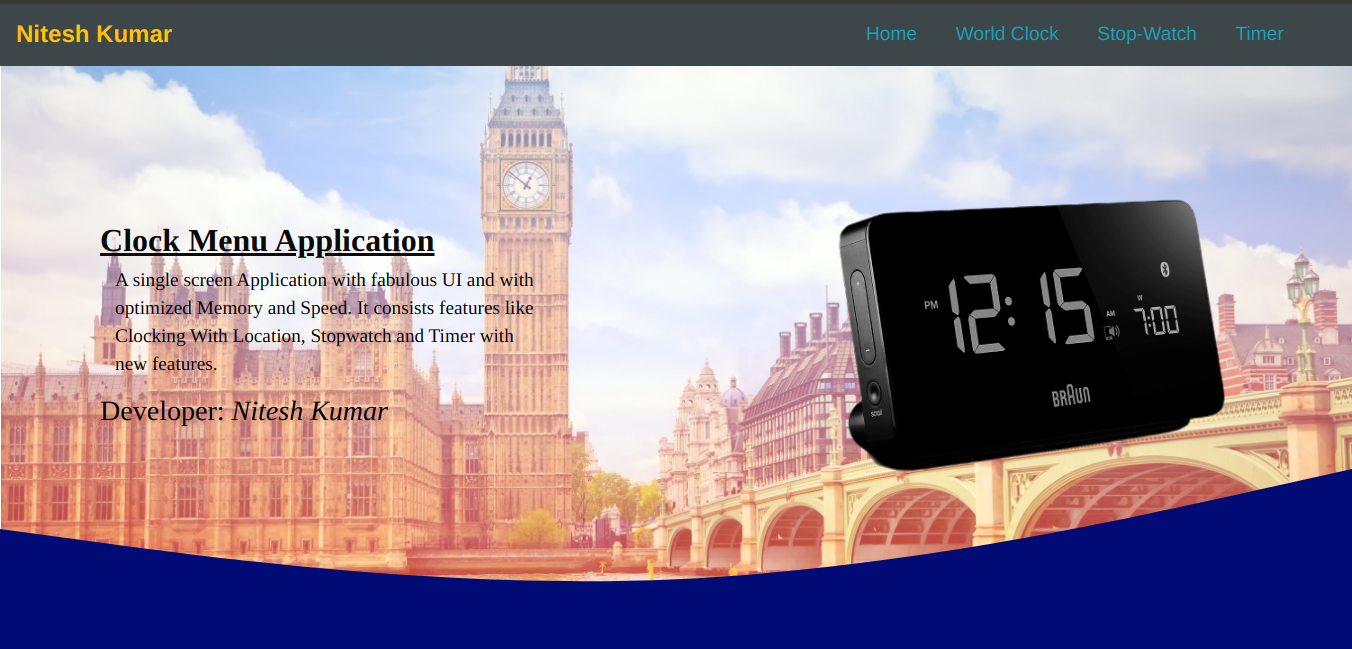 Nitesh Kumar
Home World Clock Stop-Watch Timer
Clock Menu Application
A single screen Application with fabulous UI and with
optimized Memory and Speed. It consists features like
Clocking With Location, Stopwatch and Timer with
new features.
Developer: Nitesh Kumar
PM 12:15
AM
W
7:00
BRAUN